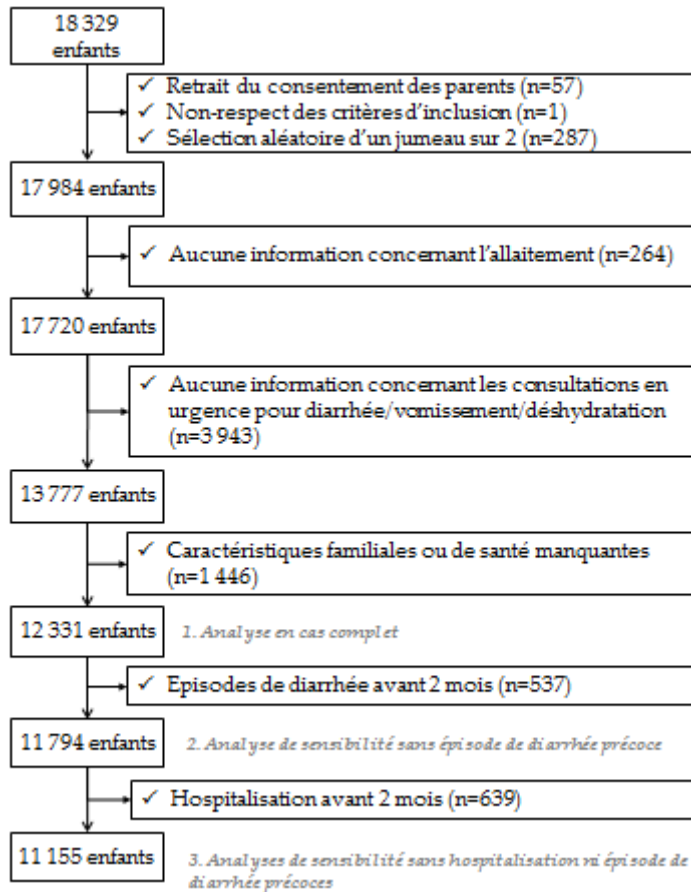 18 329
enfants
✓ Retrait du consentement des parents (n=57)
✓ Non-respect des critères d'inclusion (n=1)
✓ Sélection aléatoire d'un jumeau sur 2 (n=287)
17 984 enfants
✓ Aucune information concernant l'allaitement (n=264)
17 720 enfants
✓ Aucune information concernant les consultations en
urgence pour diarrhée/vomissement/déshydratation
(n=3 943)
13 777 enfants
✓ Caractéristiques familiales ou de santé manquantes
(n=1 446)
12 331 enfants
1. Analyse en cas complet
✓ Episodes de diarrhée avant 2 mois (n=537)
11 794 enfants
2. Analyse de sensibilité sans épisode de diarrhée précoce
✓ Hospitalisation avant 2 mois (n=639)
11 155 enfants
3. Analyses de sensibilité sans hospitalisation ni épisode de
diarrhée précoces